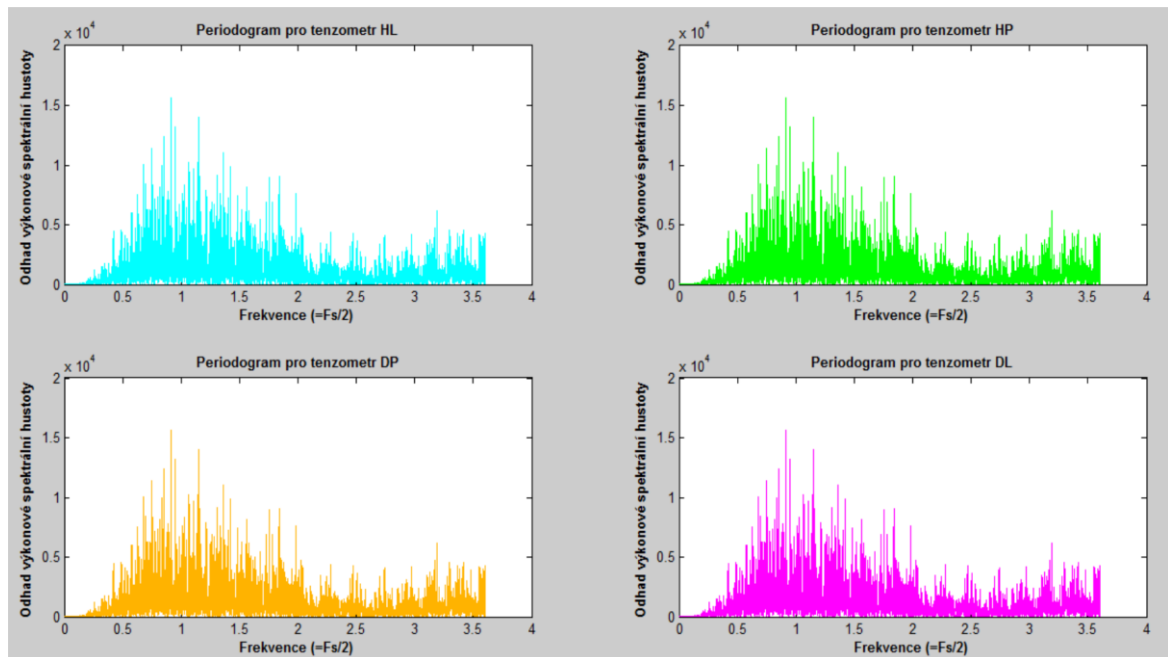 Periodogram pro tenzometr HL
x 10^4
Odhad výkonové spektrální hustoty
2
1.5
1
0.5
0
0 0.5 1 1.5 2 2.5 3 3.5 4
Frekvence (=Fs/2)
Periodogram pro tenzometr HP
x 10^4
Odhad výkonové spektrální hustoty
2
1.5
1
0.5
0
0 0.5 1 1.5 2 2.5 3 3.5 4
Frekvence (=Fs/2)
Periodogram pro tenzometr DP
x 10^4
Odhad výkonové spektrální hustoty
2
1.5
1
0.5
0
0 0.5 1 1.5 2 2.5 3 3.5 4
Frekvence (=Fs/2)
Periodogram pro tenzometr DL
x 10^4
Odhad výkonové spektrální hustoty
2
1.5
1
0.5
0
0 0.5 1 1.5 2 2.5 3 3.5 4
Frekvence (=Fs/2)